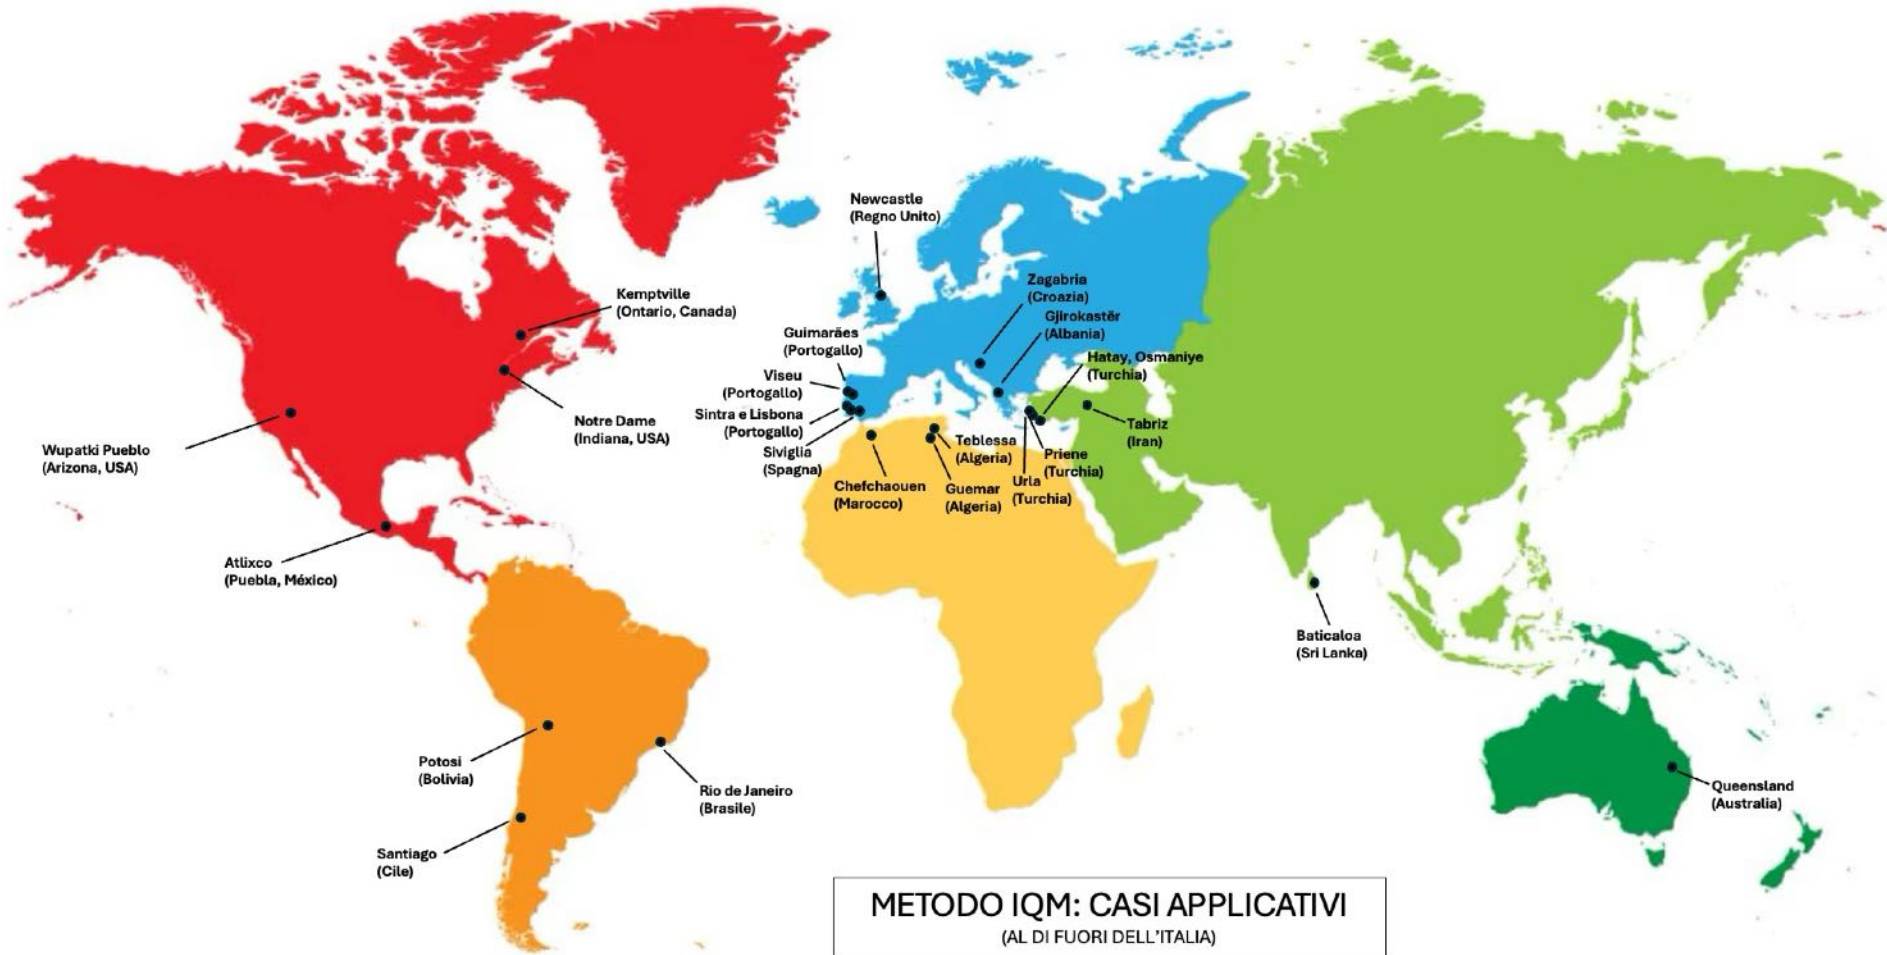 Newcastle
(Regno Unito)
Kemptville
(Ontario, Canada)
Zagabria
(Croazia)
Gjirokastër
(Albania)
Guimarães
(Portogallo)
Hatay, Osmaniye
(Turchia)
Viseu
(Portogallo)
Sintra e Lisbona
(Portogallo)
Siviglia
(Spagna)
Notre Dame
(Indiana, USA)
Wupatki Pueblo
(Arizona, USA)
Tabriz
(Iran)
Teblessa
(Algeria)
Priene
(Turchia)
Urla
(Turchia)
Chefchaouen
(Marocco)
Guemar
(Algeria)
Atlixco
(Puebla, México)
Baticaloa
(Sri Lanka)
Potosi
(Bolivia)
Rio de Janeiro
(Brasile)
Queensland
(Australia)
Santiago
(Cile)
METODO IQM: CASI APPLICATIVI
(AL DI FUORI DELL'ITALIA)